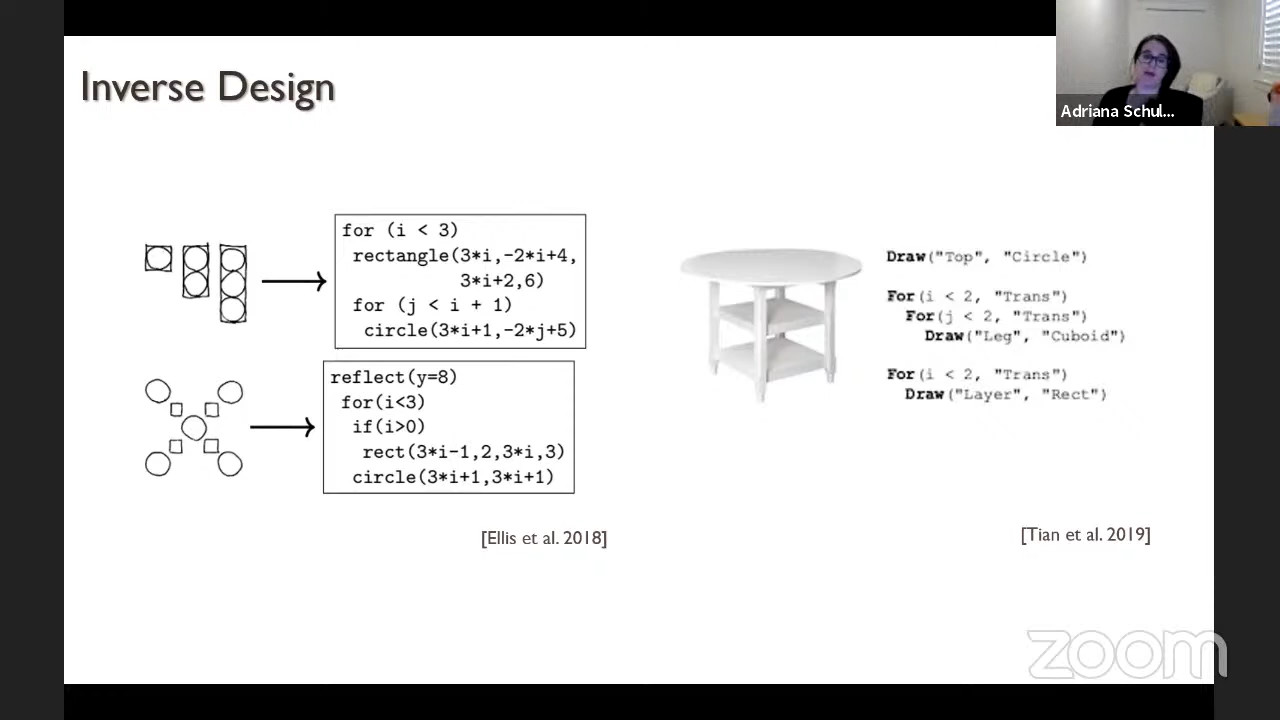 Inverse Design
Adriana Schul...
for (i < 3)
rectangle(3*i,-2*i+4,
3*i+2,6)
for (j < i + 1)
circle(3*i+1,-2*j+5)
reflect(y=8)
for(i<3)
if(i>0)
rect(3*i-1,2,3*i,3)
circle(3*i+1,3*i+1)
[Ellis et al. 2018]
Draw("Top", "Circle")
For(i < 2, "Trans")
For(j < 2, "Trans")
Draw("Leg", "Cuboid")
For(i < 2, "Trans")
Draw("Layer", "Rect")
[Tian et al. 2019]
zoom